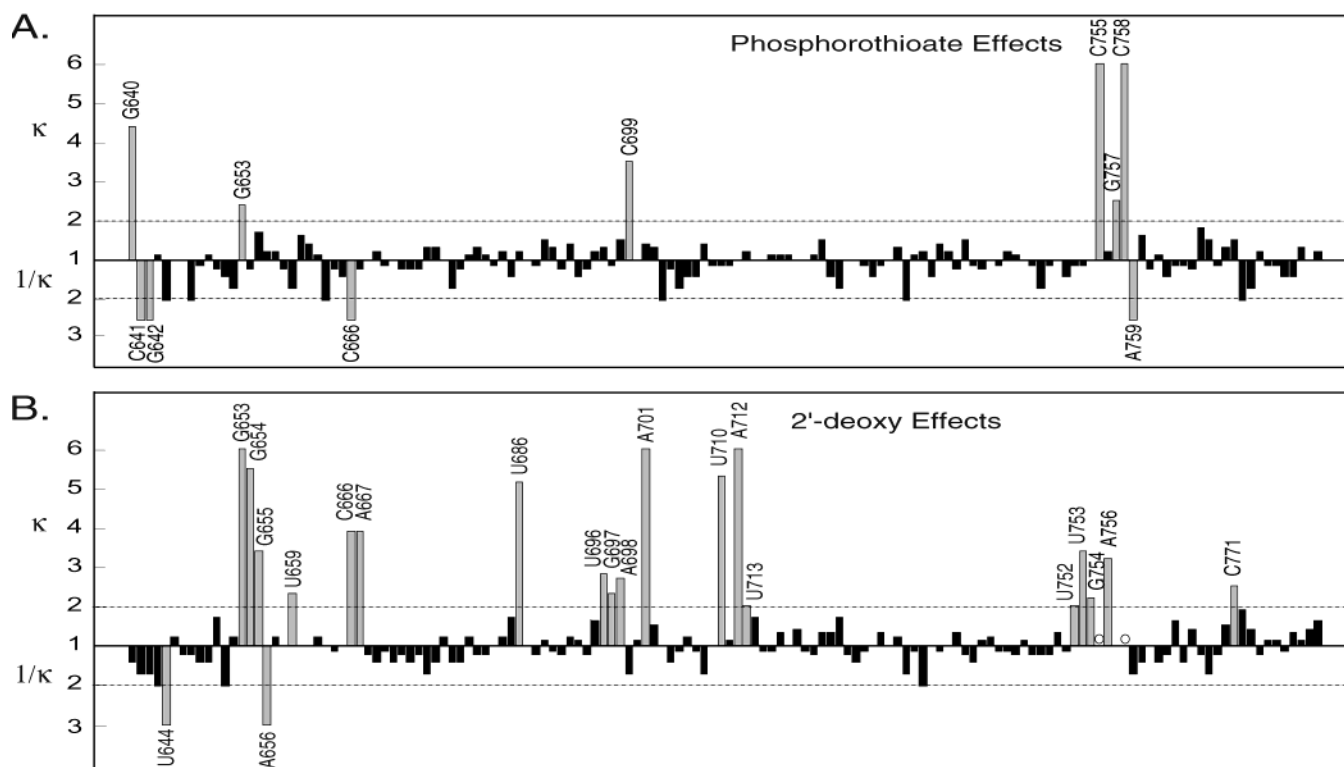 A.
Phosphorothioate Effects
κ
1/κ
6
5
4
3
2
1
2
3
G640
C641
G642
G653
C666
C699
C755
G757
C758
A759
B.
2'-deoxy Effects
κ
1/κ
6
5
4
3
2
1
2
3
U644
G653
G654
G655
A656
U659
C666
A667
U686
U696
G697
A698
A701
U710
A712
U713
U752
U753
G754
A756
C771